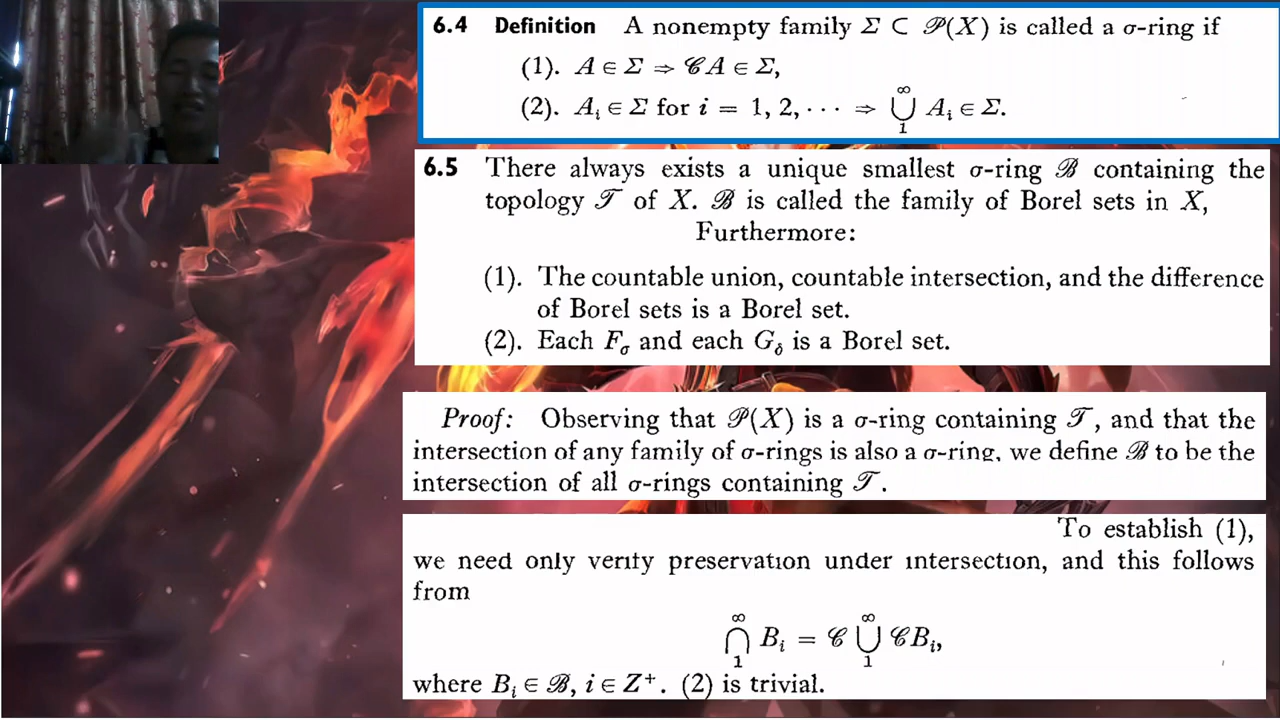 6.4 Definition A nonempty family Σ ⊂ 𝒫(X) is called a σ-ring if
(1). A ∈ Σ ⇒ 𝒞A ∈ Σ,
(2). Aᵢ ∈ Σ for i = 1, 2, ··· ⇒ ⋃₁^∞ Aᵢ ∈ Σ.
6.5 There always exists a unique smallest σ-ring ℬ containing the
topology 𝒯 of X. ℬ is called the family of Borel sets in X,
Furthermore:
(1). The countable union, countable intersection, and the difference
of Borel sets is a Borel set.
(2). Each F_σ and each G_δ is a Borel set.
Proof: Observing that 𝒫(X) is a σ-ring containing 𝒯, and that the
intersection of any family of σ-rings is also a σ-ring, we define ℬ to be the
intersection of all σ-rings containing 𝒯.
To establish (1),
we need only verify preservation under intersection, and this follows
from
⋂₁^∞ Bᵢ = 𝒞 ⋃₁^∞ 𝒞Bᵢ,
where Bᵢ ∈ ℬ, i ∈ Z⁺. (2) is trivial.